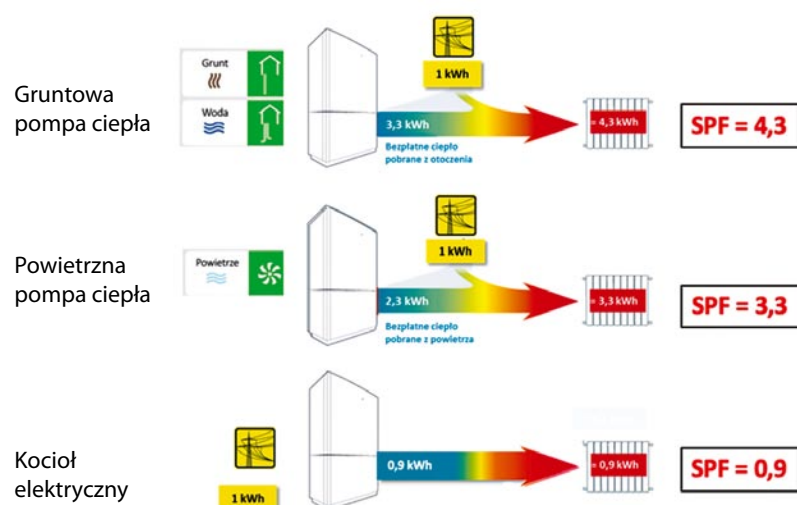 Gruntowa
pompa ciepła
Grunt
Woda
1 kWh
3,3 kWh
Bezpłatne ciepło
pobrane z otoczenia
= 4,3 kWh
SPF = 4,3
Powietrzna
pompa ciepła
Powietrze
1 kWh
2,3 kWh
Bezpłatne ciepło
pobrane z powietrza
= 3,3 kWh
SPF = 3,3
Kocioł
elektryczny
1 kWh
0,9 kWh
= 0,9 kWh
SPF = 0,9